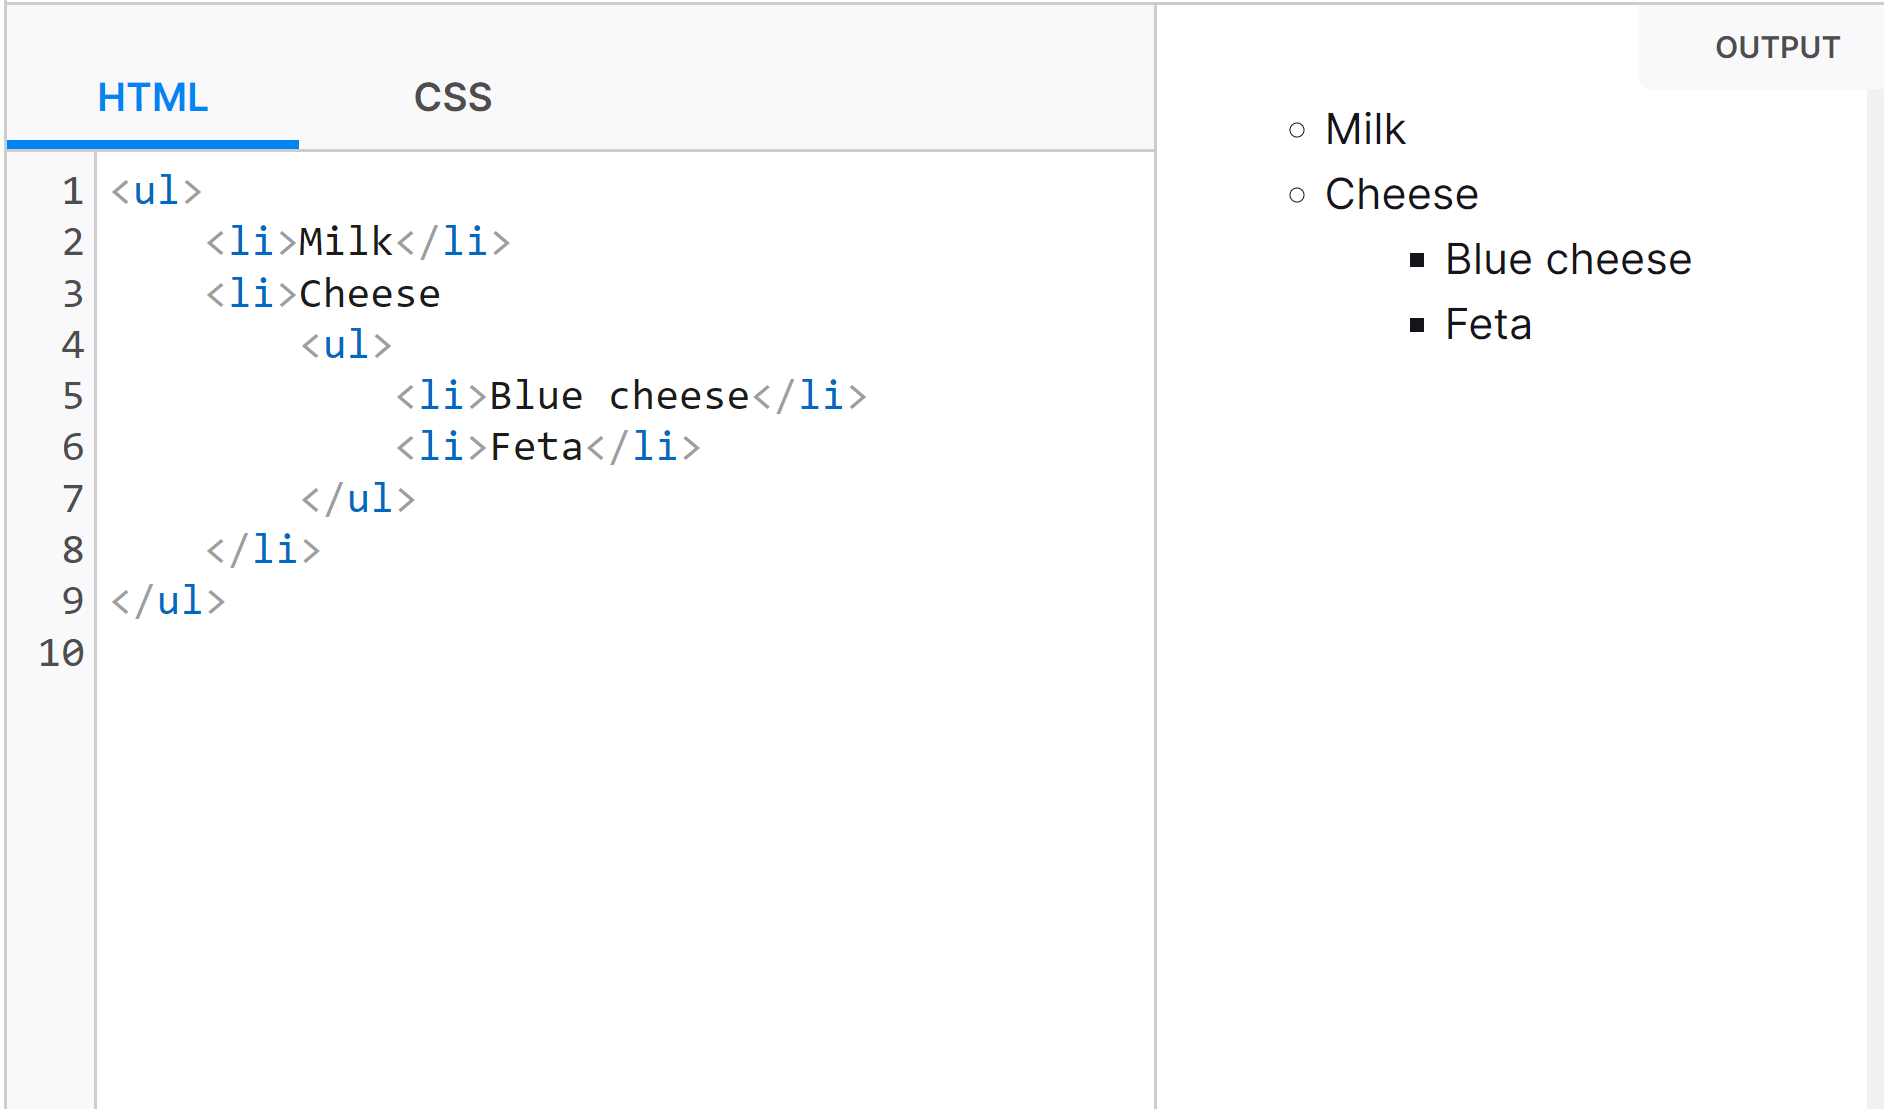 HTML CSS
1 <ul>
2     <li>Milk</li>
3     <li>Cheese
4         <ul>
5             <li>Blue cheese</li>
6             <li>Feta</li>
7         </ul>
8     </li>
9 </ul>
10
OUTPUT
Milk
Cheese
Blue cheese
Feta